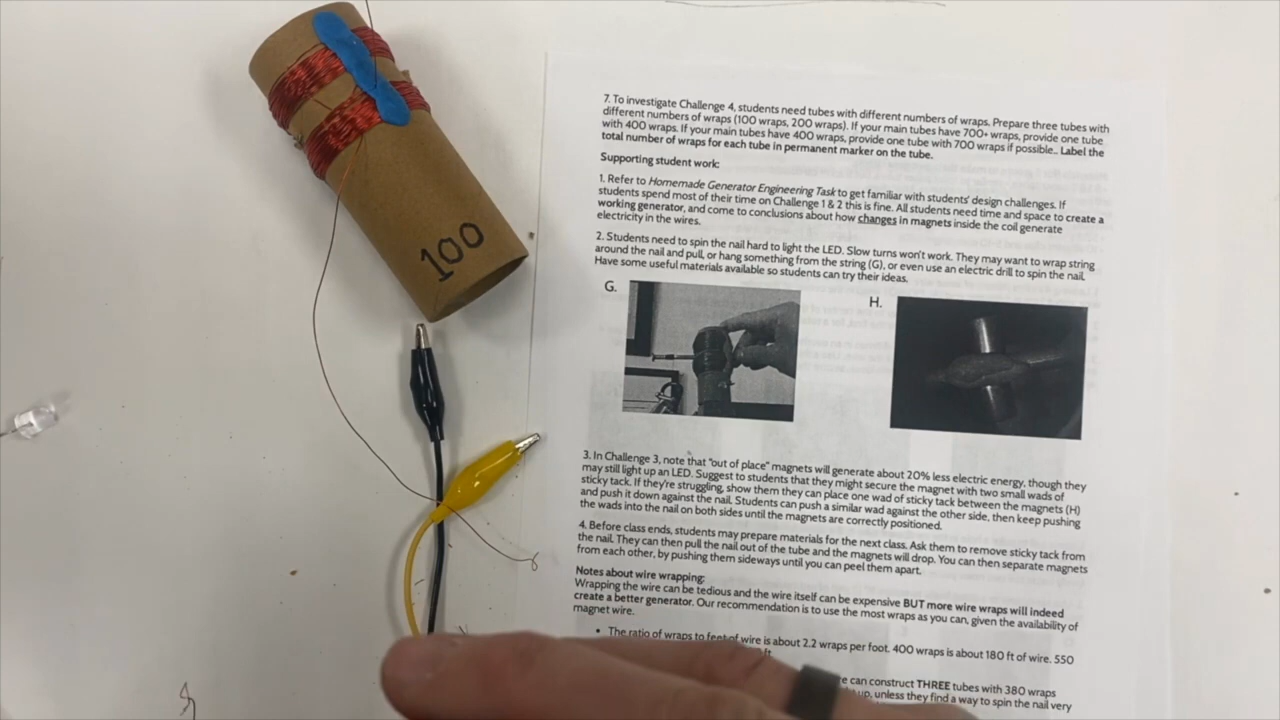 100
7. To investigate Challenge 4, students need tubes with different numbers of wraps. Prepare three tubes with
different numbers of wraps (100 wraps, 200 wraps). If your main tubes have 700+ wraps, provide one tube
with 400 wraps. If your main tubes have 400 wraps, provide one tube with 700 wraps if possible.. Label the
total number of wraps for each tube in permanent marker on the tube.
Supporting student work:
1. Refer to Homemade Generator Engineering Task to get familiar with students' design challenges. If
students spend most of their time on Challenge 1 & 2 this is fine. All students need time and space to create a
working generator, and come to conclusions about how changes in magnets inside the coil generate
electricity in the wires.
2. Students need to spin the nail hard to light the LED. Slow turns won't work. They may want to wrap string
around the nail and pull, or hang something from the string (G), or even use an electric drill to spin the nail.
Have some useful materials available so students can try their ideas.
G.
H.
3. In Challenge 3, note that "out of place" magnets will generate about 20% less electric energy, though they
may still light up an LED. Suggest to students that they might secure the magnet with two small wads of
sticky tack. If they're struggling, show them they can place one wad of sticky tack between the magnets (H)
and push it down against the nail. Students can push a similar wad against the other side, then keep pushing
the wads into the nail on both sides until the magnets are correctly positioned.
4. Before class ends, students may prepare materials for the next class. Ask them to remove sticky tack from
the nail. They can then pull the nail out of the tube and the magnets will drop. You can then separate magnets
from each other, by pushing them sideways until you can peel them apart.
Notes about wire wrapping:
Wrapping the wire can be tedious and the wire itself can be expensive BUT more wire wraps will indeed
create a better generator. Our recommendation is to use the most wraps as you can, given the availability of
magnet wire.
• The ratio of wraps to feet of wire is about 2.2 wraps per foot. 400 wraps is about 180 ft of wire. 550
ft.
can construct THREE tubes with 380 wraps
up, unless they find a way to spin the nail very